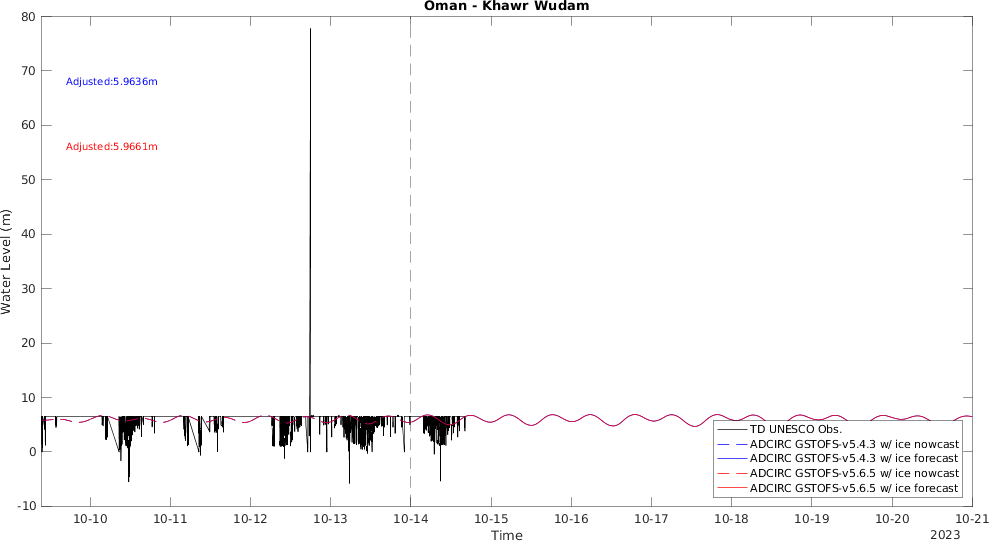 Oman - Khawr Wudam
80
70
60
50
40
30
20
10
0
-10
Water Level (m)
Adjusted:5.9636m
Adjusted:5.9661m
TD UNESCO Obs.
ADCIRC GSTOFS-v5.4.3 w/ ice nowcast
ADCIRC GSTOFS-v5.4.3 w/ ice forecast
ADCIRC GSTOFS-v5.6.5 w/ ice nowcast
ADCIRC GSTOFS-v5.6.5 w/ ice forecast
10-10 10-11 10-12 10-13 10-14 10-15 10-16 10-17 10-18 10-19 10-20 10-21
Time
2023